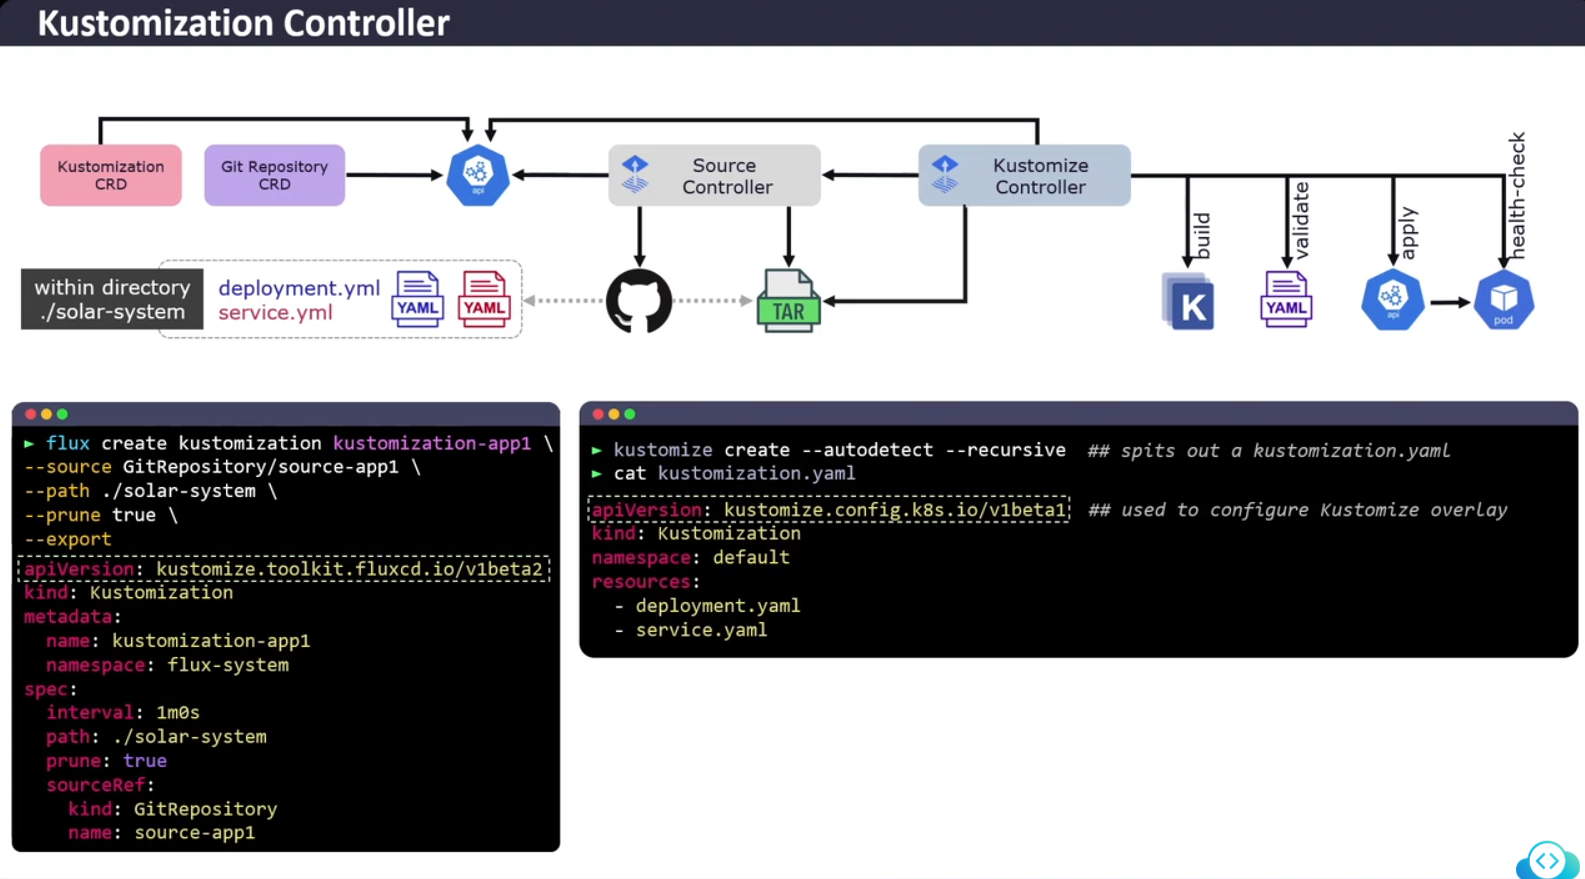 Kustomization Controller
Kustomization
CRD
Git Repository
CRD
api
Source
Controller
Kustomize
Controller
build
validate
apply
health-check
within directory
./solar-system
deployment.yml
service.yml
YAML
YAML
TAR
K
YAML
api
pod
► flux create kustomization kustomization-app1 \
--source GitRepository/source-app1 \
--path ./solar-system \
--prune true \
--export
apiVersion: kustomize.toolkit.fluxcd.io/v1beta2
kind: Kustomization
metadata:
  name: kustomization-app1
  namespace: flux-system
spec:
  interval: 1m0s
  path: ./solar-system
  prune: true
  sourceRef:
    kind: GitRepository
    name: source-app1
► kustomize create --autodetect --recursive  ## spits out a kustomization.yaml
► cat kustomization.yaml
apiVersion: kustomize.config.k8s.io/v1beta1  ## used to configure Kustomize overlay
kind: Kustomization
namespace: default
resources:
  - deployment.yaml
  - service.yaml